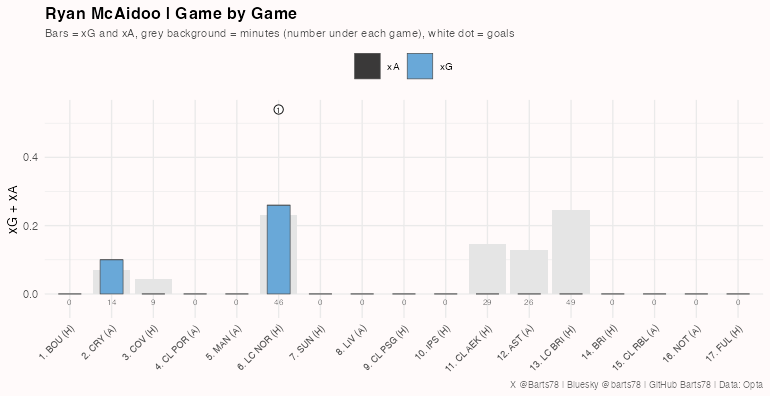 Ryan McAidoo | Game by Game
Bars = xG and xA, grey background = minutes (number under each game), white dot = goals
xA xG
1
xG + xA
0.4
0.2
0.0
0 14 9 0 0 46 0 0 0 0 29 26 49 0 0 0 0
1. BOU (H)
2. CRY (A)
3. COV (H)
4. CL POR (A)
5. MAN (A)
6. LC NOR (H)
7. SUN (H)
8. LIV (A)
9. CL PSG (H)
10. IPS (H)
11. CL AEK (H)
12. AST (A)
13. LC BRI (H)
14. BRI (H)
15. CL RBL (A)
16. NOT (A)
17. FUL (H)
X @Barts78 | Bluesky @barts78 | GitHub Barts78 | Data: Opta